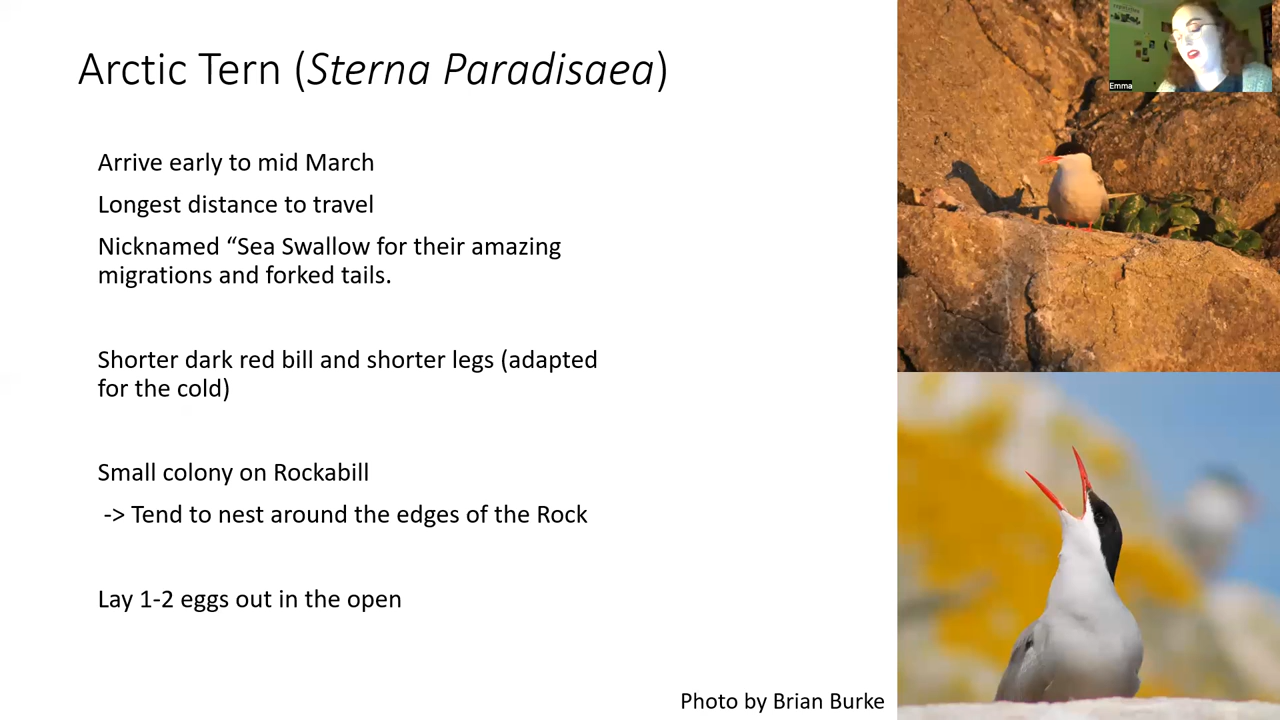 Arctic Tern (Sterna Paradisaea)
Arrive early to mid March
Longest distance to travel
Nicknamed “Sea Swallow for their amazing
migrations and forked tails.
Shorter dark red bill and shorter legs (adapted
for the cold)
Small colony on Rockabill
-> Tend to nest around the edges of the Rock
Lay 1-2 eggs out in the open
Photo by Brian Burke
Emma